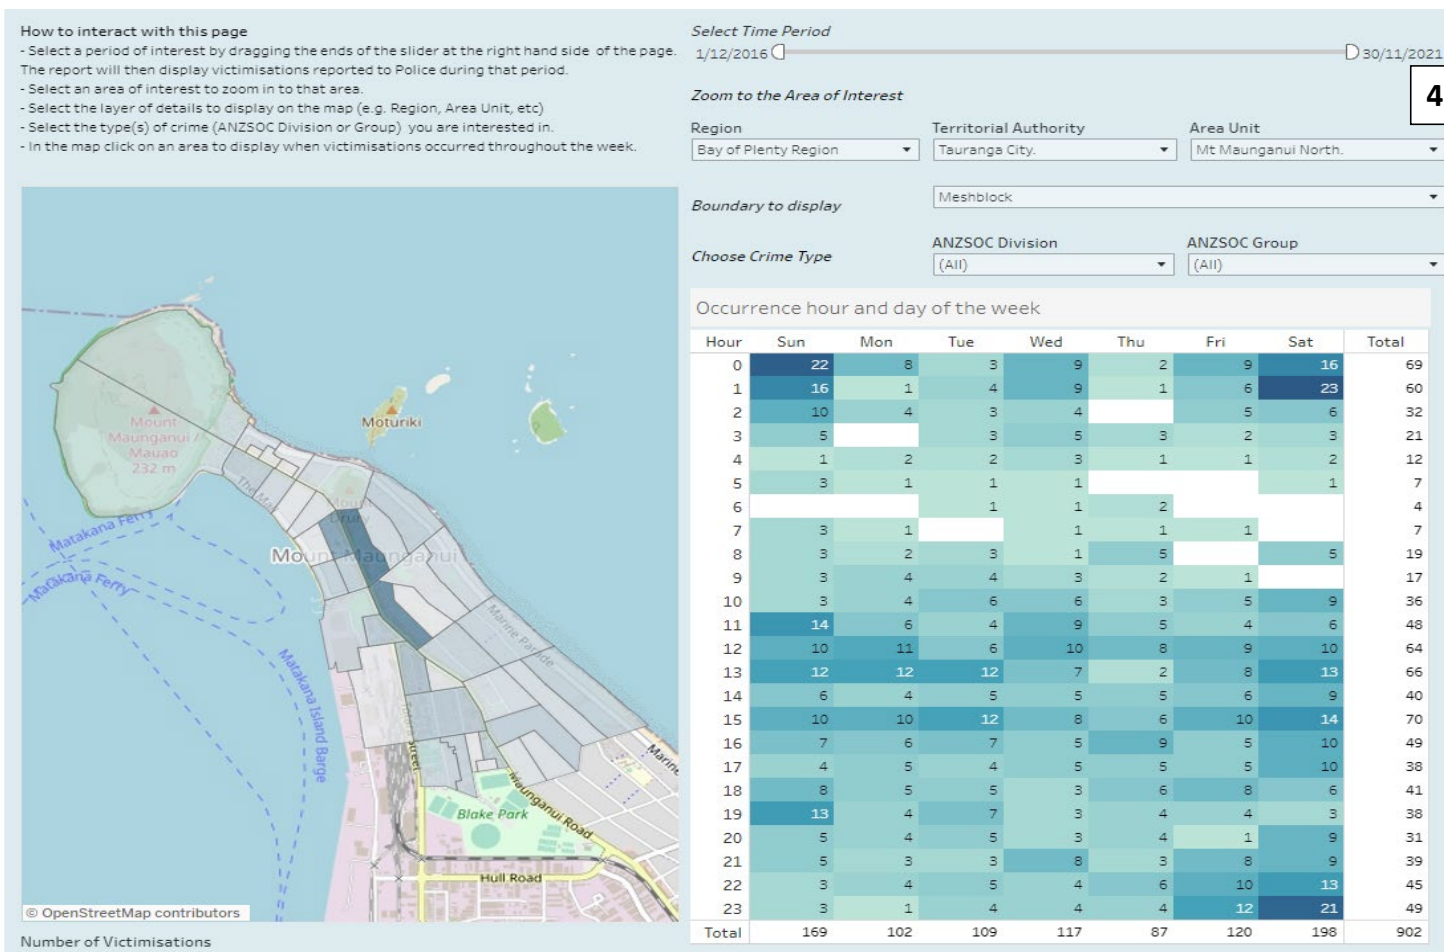 How to interact with this page
- Select a period of interest by dragging the ends of the slider at the right hand side of the page.
The report will then display victimisations reported to Police during that period.
- Select an area of interest to zoom in to that area.
- Select the layer of details to display on the map (e.g. Region, Area Unit, etc)
- Select the type(s) of crime (ANZSOC Division or Group) you are interested in.
- In the map click on an area to display when victimisations occurred throughout the week.
Select Time Period
1/12/2016 30/11/2021
4
Zoom to the Area of Interest
Region Territorial Authority Area Unit
Bay of Plenty Region Tauranga City. Mt Maunganui North.
Boundary to display Meshblock
ANZSOC Division ANZSOC Group
Choose Crime Type (All) (All)
Mount
Maunganui /
Mauao
232 m
Moturiki
The Mall
Mount
Drury
Mount Maunganui
Matakana Ferry
Matakana Ferry
Matakana Island Barge
Marine Parade
Marine
Totara Street
Maunganui Road
Blake Park
Hull Road
© OpenStreetMap contributors
Number of Victimisations
Occurrence hour and day of the week
Hour Sun Mon Tue Wed Thu Fri Sat Total
0 22 8 3 9 2 9 16 69
1 16 1 4 9 1 6 23 60
2 10 4 3 4 5 6 32
3 5 3 5 3 2 3 21
4 1 2 2 3 1 1 2 12
5 3 1 1 1 1 7
6 1 1 2 4
7 3 1 1 1 1 7
8 3 2 3 1 5 5 19
9 3 4 4 3 2 1 17
10 3 4 6 6 3 5 9 36
11 14 6 4 9 5 4 6 48
12 10 11 6 10 8 9 10 64
13 12 12 12 7 2 8 13 66
14 6 4 5 5 5 6 9 40
15 10 10 12 8 6 10 14 70
16 7 6 7 5 9 5 10 49
17 4 5 4 5 5 5 10 38
18 8 5 5 3 6 8 6 41
19 13 4 7 3 4 4 3 38
20 5 4 5 3 4 1 9 31
21 5 3 3 8 3 8 9 39
22 3 4 5 4 6 10 13 45
23 3 1 4 4 4 12 21 49
Total 169 102 109 117 87 120 198 902